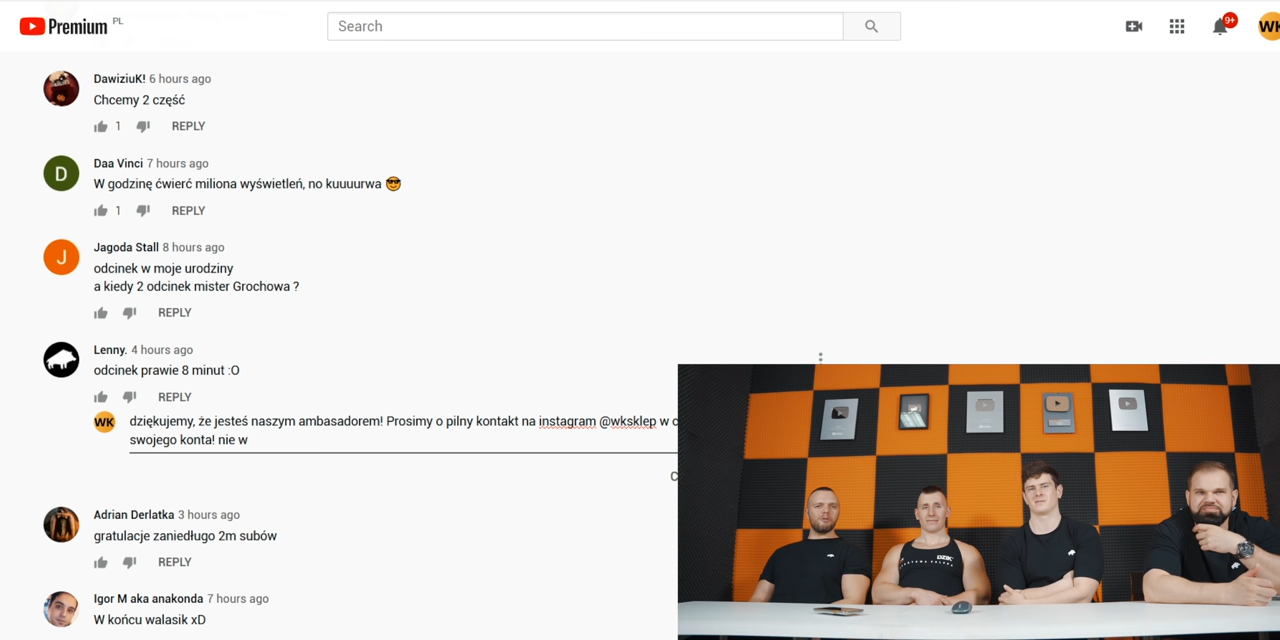 Premium PL
Search
9+
WK
DawiziuK! 6 hours ago
Chcemy 2 część
1 REPLY
D
Daa Vinci 7 hours ago
W godzinę ćwierć miliona wyświetleń, no kuuuurwa 😎
1 REPLY
J
Jagoda Stall 8 hours ago
odcinek w moje urodziny
a kiedy 2 odcinek mister Grochowa ?
REPLY
Lenny. 4 hours ago
odcinek prawie 8 minut :O
REPLY
WK
dziękujemy, że jesteś naszym ambasadorem! Prosimy o pilny kontakt na instagram @wksklep w c
swojego konta! nie w
C
Adrian Derlatka 3 hours ago
gratulacje zaniedługo 2m subów
REPLY
Igor M aka anakonda 7 hours ago
W końcu walasik xD
DZIK